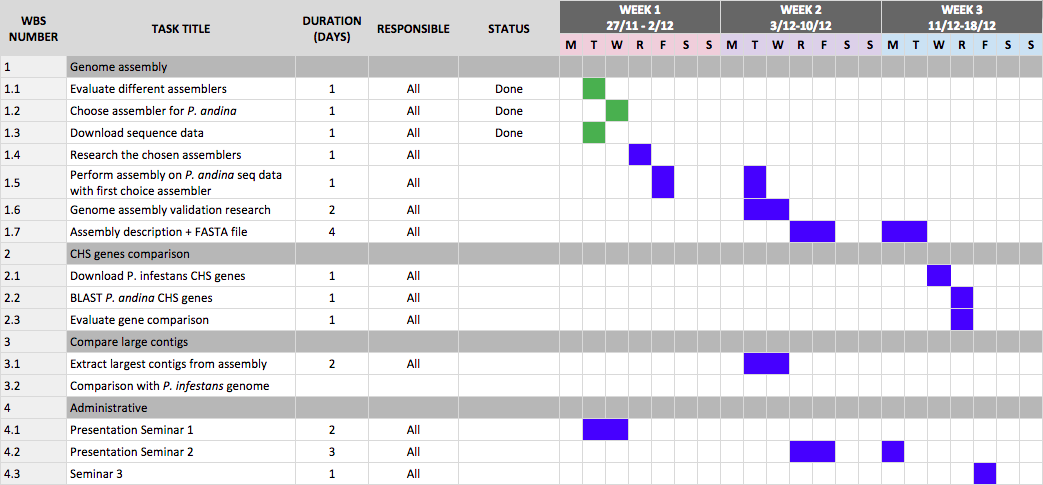 WBS NUMBER TASK TITLE DURATION (DAYS) RESPONSIBLE STATUS WEEK 1 27/11 - 2/12 WEEK 2 3/12-10/12 WEEK 3 11/12-18/12
M T W R F S S M T W R F S S M T W R F S S
1 Genome assembly
1.1 Evaluate different assemblers 1 All Done
1.2 Choose assembler for P. andina 1 All Done
1.3 Download sequence data 1 All Done
1.4 Research the chosen assemblers 1 All
1.5 Perform assembly on P. andina seq data with first choice assembler 1 All
1.6 Genome assembly validation research 2 All
1.7 Assembly description + FASTA file 4 All
2 CHS genes comparison
2.1 Download P. infestans CHS genes 1 All
2.2 BLAST P. andina CHS genes 1 All
2.3 Evaluate gene comparison 1 All
3 Compare large contigs
3.1 Extract largest contigs from assembly 2 All
3.2 Comparison with P. infestans genome
4 Administrative
4.1 Presentation Seminar 1 2 All
4.2 Presentation Seminar 2 3 All
4.3 Seminar 3 1 All